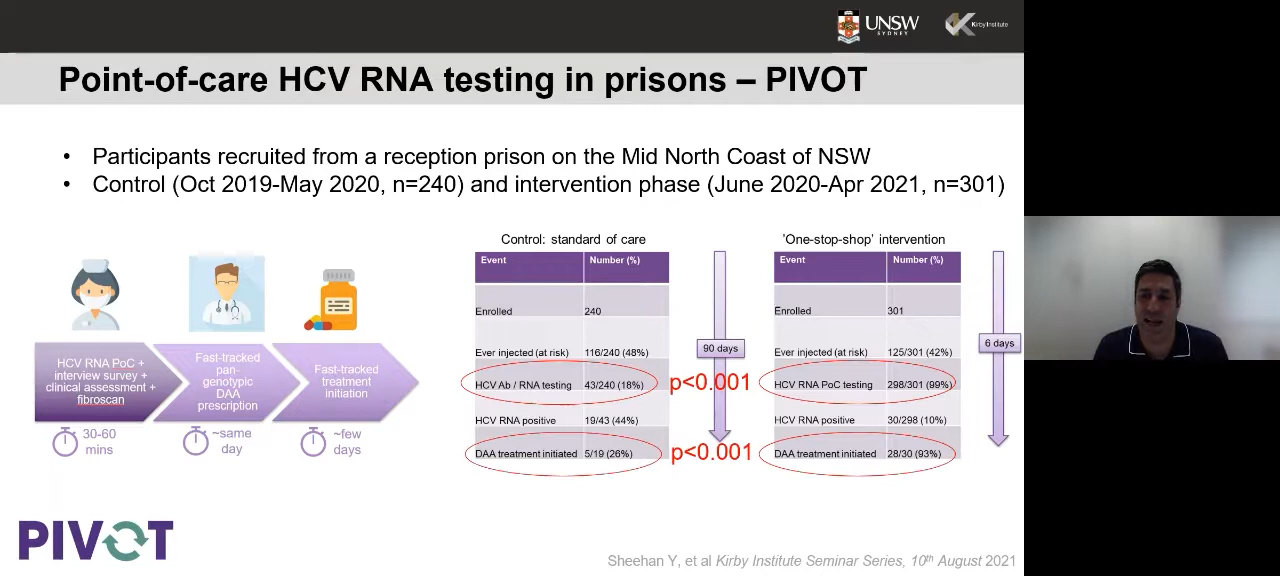 UNSW
SYDNEY
Kirby Institute
Point-of-care HCV RNA testing in prisons – PIVOT
• Participants recruited from a reception prison on the Mid North Coast of NSW
• Control (Oct 2019-May 2020, n=240) and intervention phase (June 2020-Apr 2021, n=301)
HCV RNA PoC +
interview survey +
clinical assessment +
fibroscan
30-60
mins
Fast-tracked
pan-
genotypic
DAA
prescription
~same
day
Fast-tracked
treatment
initiation
~few
days
Control: standard of care
Event Number (%)
Enrolled 240
Ever injected (at risk) 116/240 (48%)
HCV Ab / RNA testing 43/240 (18%)
HCV RNA positive 19/43 (44%)
DAA treatment initiated 5/19 (26%)
90 days
p<0.001
p<0.001
'One-stop-shop' intervention
Event Number (%)
Enrolled 301
Ever injected (at risk) 125/301 (42%)
HCV RNA PoC testing 298/301 (99%)
HCV RNA positive 30/298 (10%)
DAA treatment initiated 28/30 (93%)
6 days
PIVOT
Sheehan Y, et al Kirby Institute Seminar Series, 10th August 2021